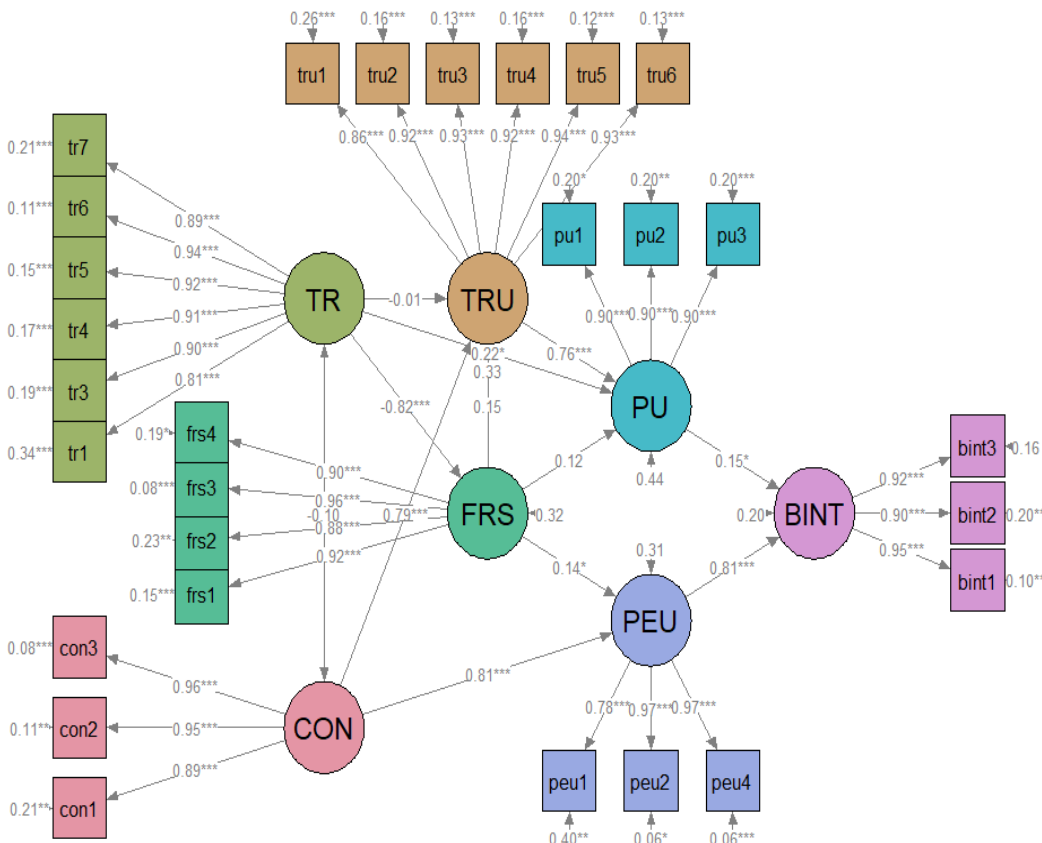 0.26*** 0.16*** 0.13*** 0.16*** 0.12*** 0.13***
tru1 tru2 tru3 tru4 tru5 tru6
0.86*** 0.92*** 0.93*** 0.92*** 0.94*** 0.93***
0.21*** tr7
0.11*** tr6
0.15*** tr5
0.17*** tr4
0.19*** tr3
0.34*** tr1
0.89***
0.94***
0.92***
0.91***
0.90***
0.81***
0.20* 0.20** 0.20***
pu1 pu2 pu3
0.90*** 0.90*** 0.90***
TR -0.01 TRU
0.22* 0.76***
0.33
0.15
-0.82***
PU
0.44
0.12
0.15*
0.19* frs4
0.08*** frs3
0.23** frs2
0.15*** frs1
0.90***
0.96***
0.88***
0.92***
-0.10
0.79***
FRS 0.32
0.14*
0.20 BINT
0.92***
0.90***
0.95***
bint3 0.16
bint2 0.20**
bint1 0.10**
0.31
0.81***
PEU
0.81***
0.08*** con3
0.11** con2
0.21** con1
0.96***
0.95***
0.89***
CON
0.78*** 0.97*** 0.97***
peu1 peu2 peu4
0.40** 0.06* 0.06***